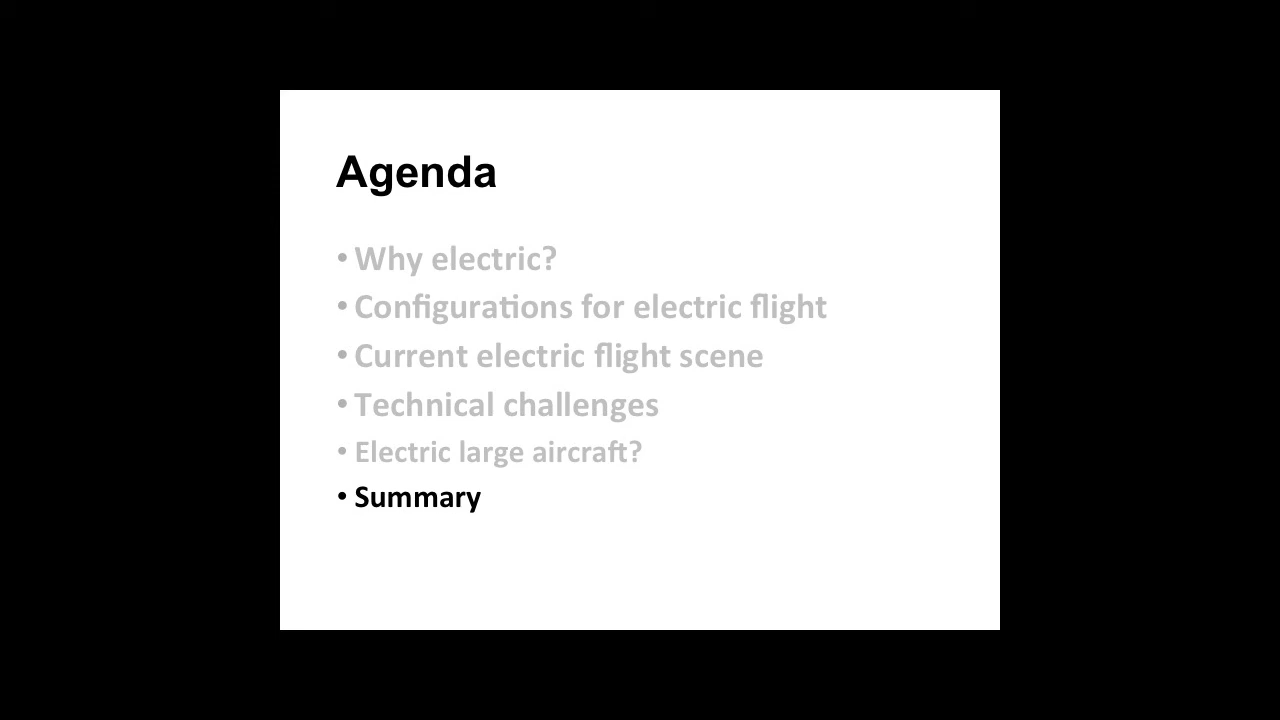 Agenda
• Why electric?
• Configurations for electric flight
• Current electric flight scene
• Technical challenges
• Electric large aircraft?
• Summary